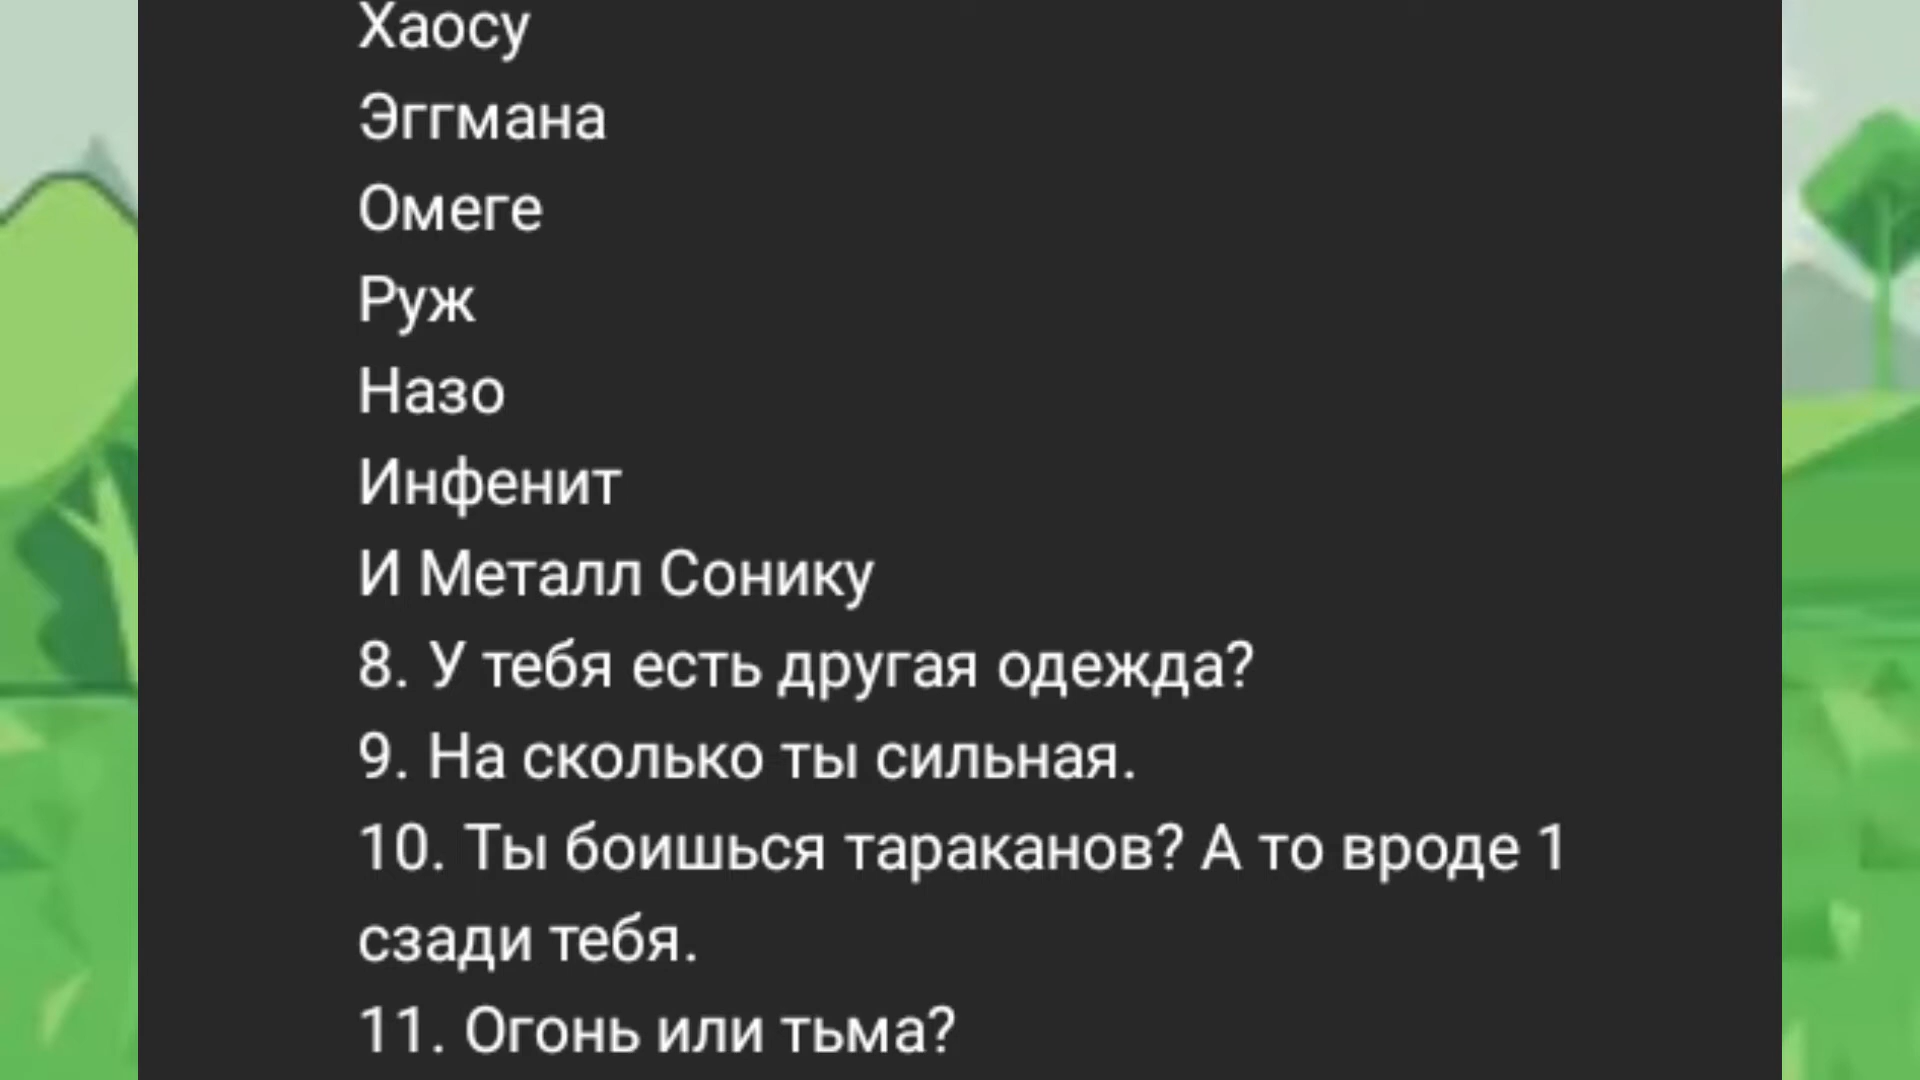 Хаосу
Эггмана
Омеге
Руж
Назо
Инфенит
И Металл Сонику
8. У тебя есть другая одежда?
9. На сколько ты сильная.
10. Ты боишься тараканов? А то вроде 1
сзади тебя.
11. Огонь или тьма?